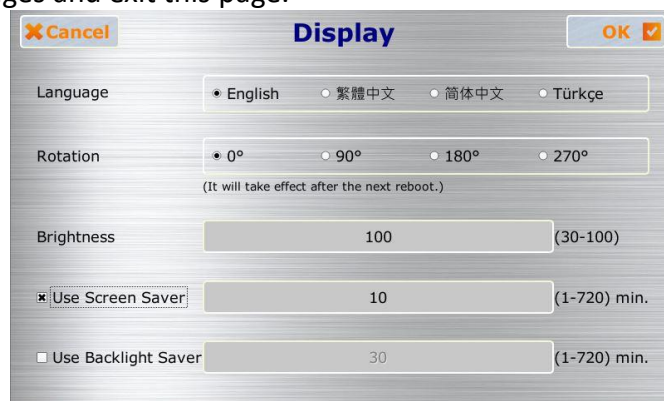 ges and exit this page.
Cancel Display OK
Language English 繁體中文 简体中文 Türkçe
Rotation 0° 90° 180° 270°
(It will take effect after the next reboot.)
Brightness 100 (30-100)
Use Screen Saver 10 (1-720) min.
Use Backlight Saver 30 (1-720) min.